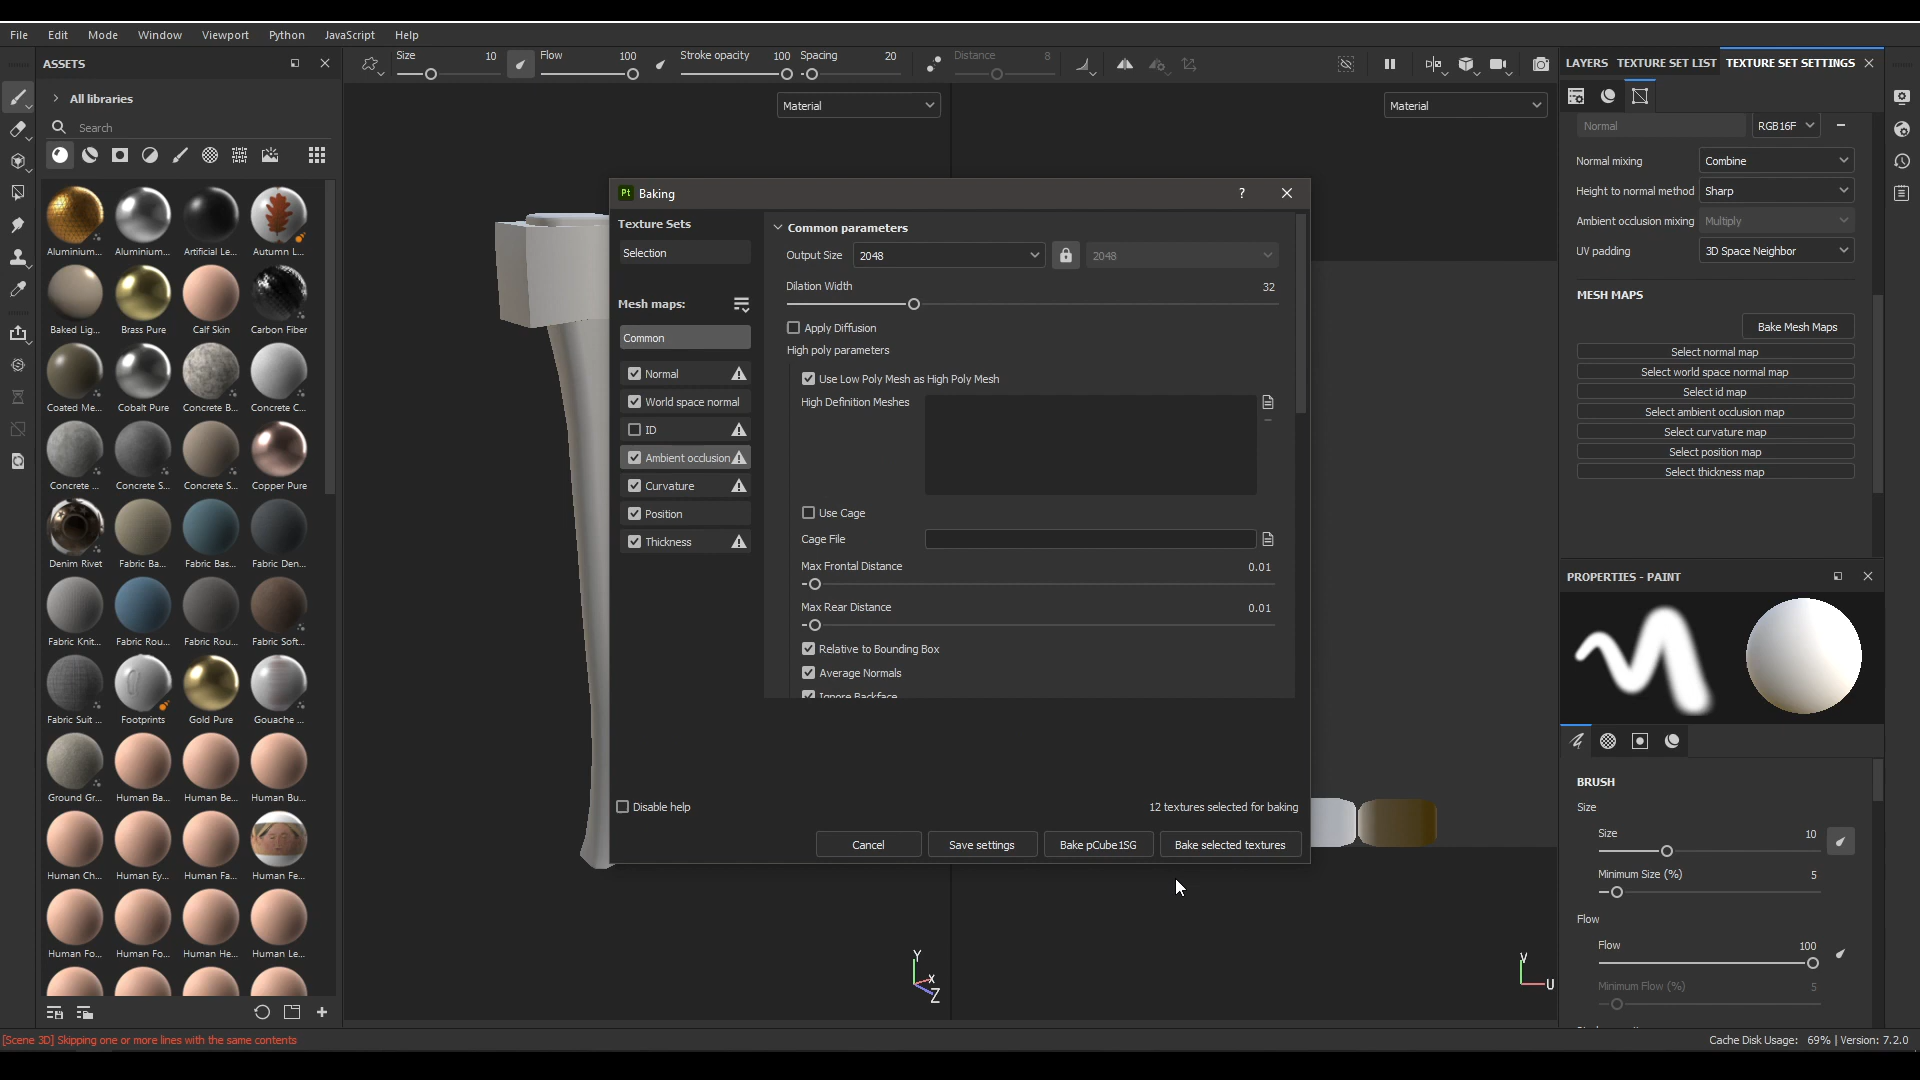 File Edit Mode Window Viewport Python JavaScript Help
ASSETS
All libraries
Search
Aluminium... Aluminium... Artificial Le... Autumn L...
Baked Lig... Brass Pure Calf Skin Carbon Fiber
Coated Me... Cobalt Pure Concrete B... Concrete C...
Concrete ... Concrete S... Concrete S... Copper Pure
Denim Rivet Fabric Ba... Fabric Bas... Fabric Den...
Fabric Knit... Fabric Rou... Fabric Rou... Fabric Soft...
Fabric Suit ... Footprints Gold Pure Gouache ...
Ground Gr... Human Ba... Human Be... Human Bu...
Human Ch... Human Ey... Human Fa... Human Fe...
Human Fo... Human Fo... Human He... Human Le...
Size 10 Flow 100 Stroke opacity 100 Spacing 20 Distance 8
Material
Material
Pt Baking ?
Texture Sets
Selection
Mesh maps:
Common
Normal
World space normal
ID
Ambient occlusion
Curvature
Position
Thickness
Common parameters
Output Size 2048 2048
Dilation Width 32
Apply Diffusion
High poly parameters
Use Low Poly Mesh as High Poly Mesh
High Definition Meshes
Use Cage
Cage File
Max Frontal Distance 0.01
Max Rear Distance 0.01
Relative to Bounding Box
Average Normals
Ignore Backface
Disable help
12 textures selected for baking
Cancel Save settings Bake pCube1SG Bake selected textures
Y
X
Z
V
U
LAYERS TEXTURE SET LIST TEXTURE SET SETTINGS
Normal RGB16F
Normal mixing Combine
Height to normal method Sharp
Ambient occlusion mixing Multiply
UV padding 3D Space Neighbor
MESH MAPS
Bake Mesh Maps
Select normal map
Select world space normal map
Select id map
Select ambient occlusion map
Select curvature map
Select position map
Select thickness map
PROPERTIES - PAINT
BRUSH
Size
Size 10
Minimum Size (%) 5
Flow
Flow 100
Minimum Flow (%) 5
[Scene 3D] Skipping one or more lines with the same contents
Cache Disk Usage: 69% | Version: 7.2.0